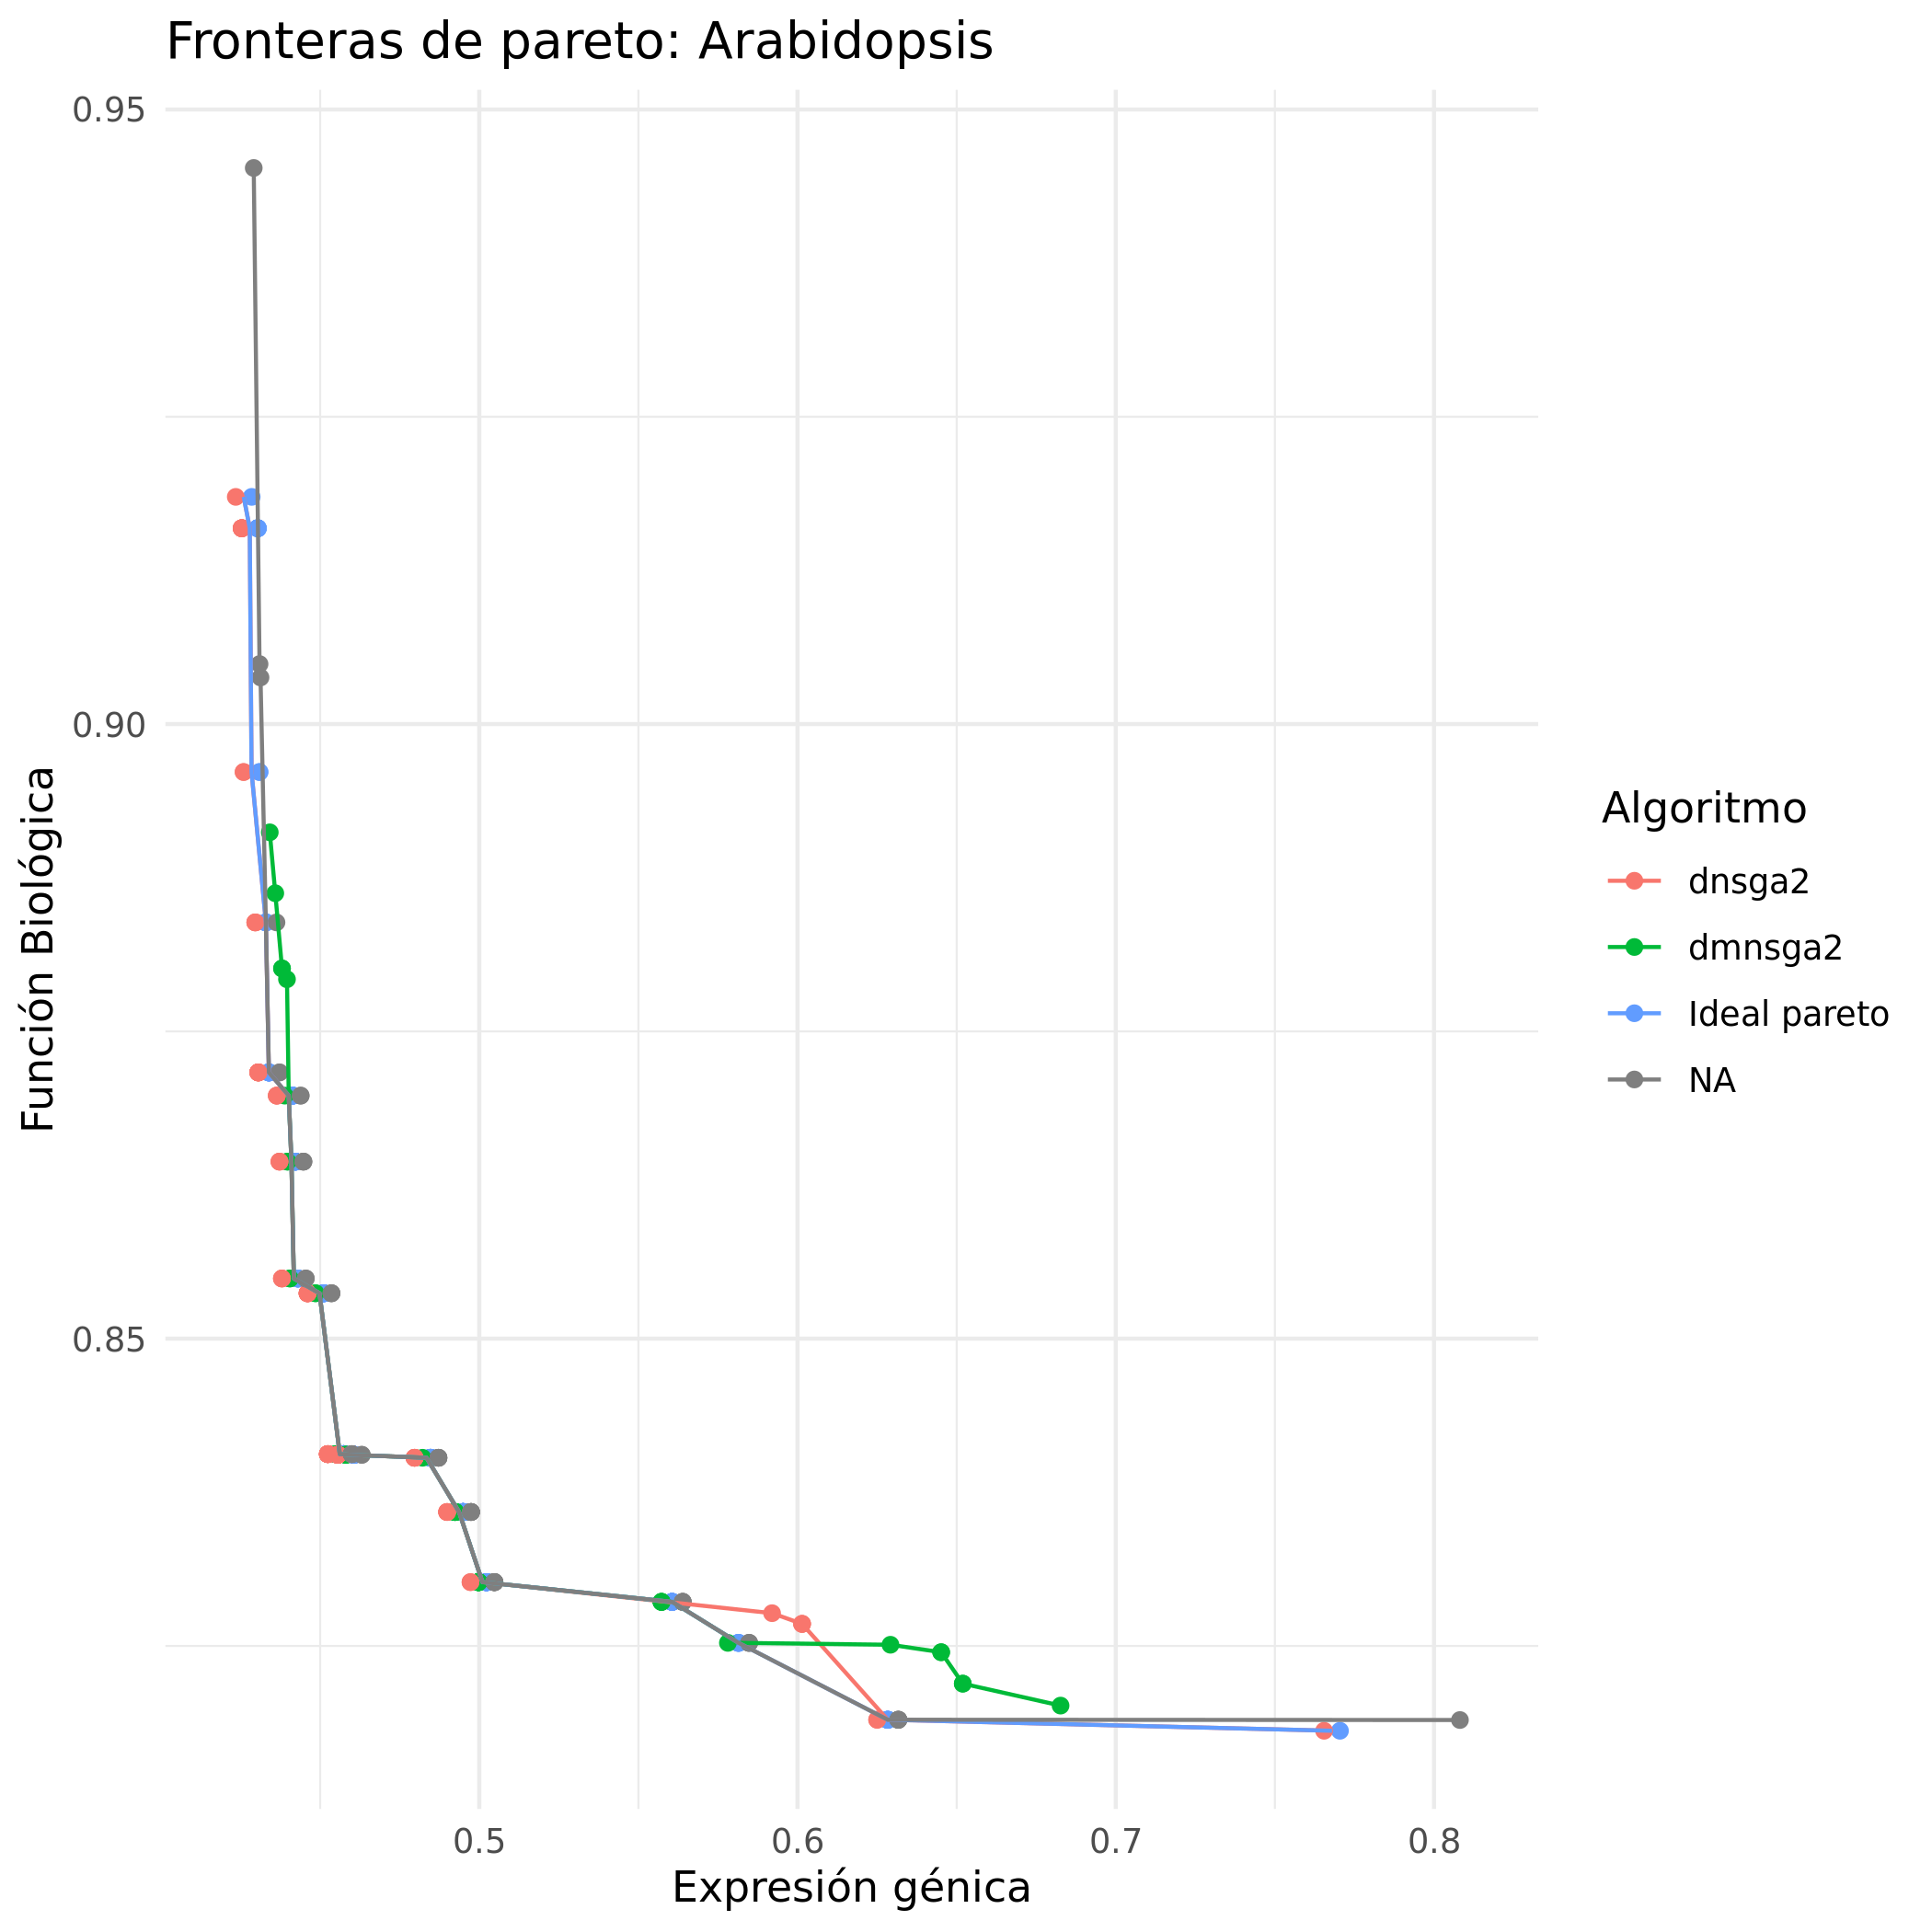 Fronteras de pareto: Arabidopsis
0.95
0.90
0.85
Función Biológica
0.5 0.6 0.7 0.8
Expresión génica
Algoritmo
dnsga2
dmnsga2
Ideal pareto
NA